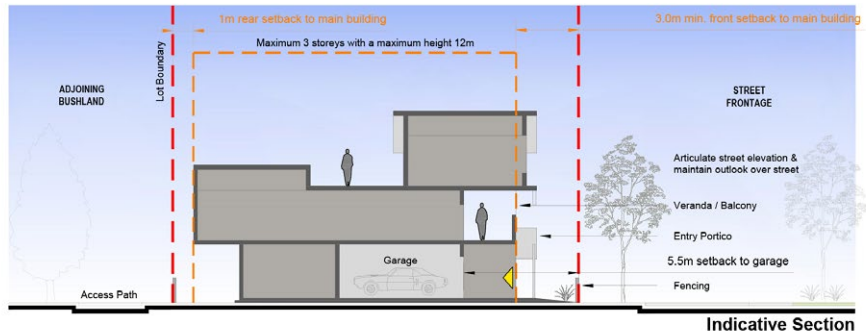 1m rear setback to main building
3.0m min. front setback to main building
Maximum 3 storeys with a maximum height 12m
Lot Boundary
ADJOINING
BUSHLAND
STREET
FRONTAGE
Articulate street elevation &
maintain outlook over street
Veranda / Balcony
Entry Portico
Garage
5.5m setback to garage
Access Path
Fencing
Indicative Section